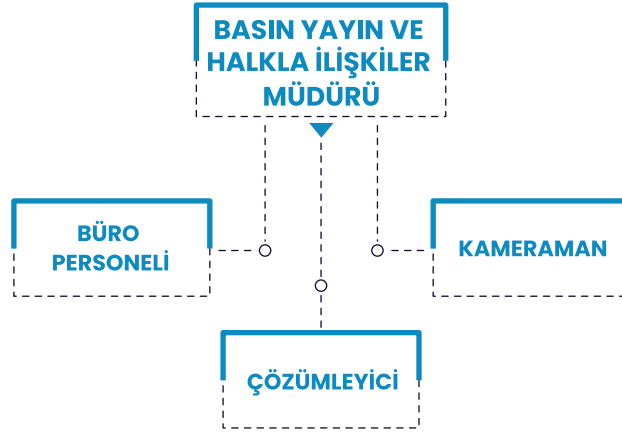 BASIN YAYIN VE
HALKLA İLİŞKİLER
MÜDÜRÜ
BÜRO
PERSONELİ
KAMERAMAN
ÇÖZÜMLEYİCİ